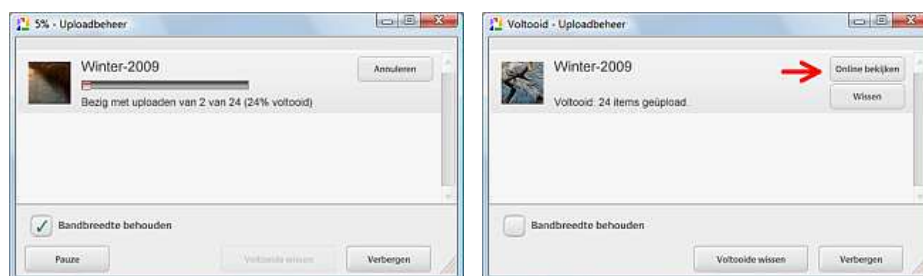 5% - Uploadbeheer
Winter-2009
Annuleren
Bezig met uploaden van 2 van 24 (24% voltooid)
Bandbreedte behouden
Pauze
Voltooide wissen
Verbergen
Voltooid - Uploadbeheer
Winter-2009
Online bekijken
Voltooid: 24 items geüpload.
Wissen
Bandbreedte behouden
Voltooide wissen
Verbergen